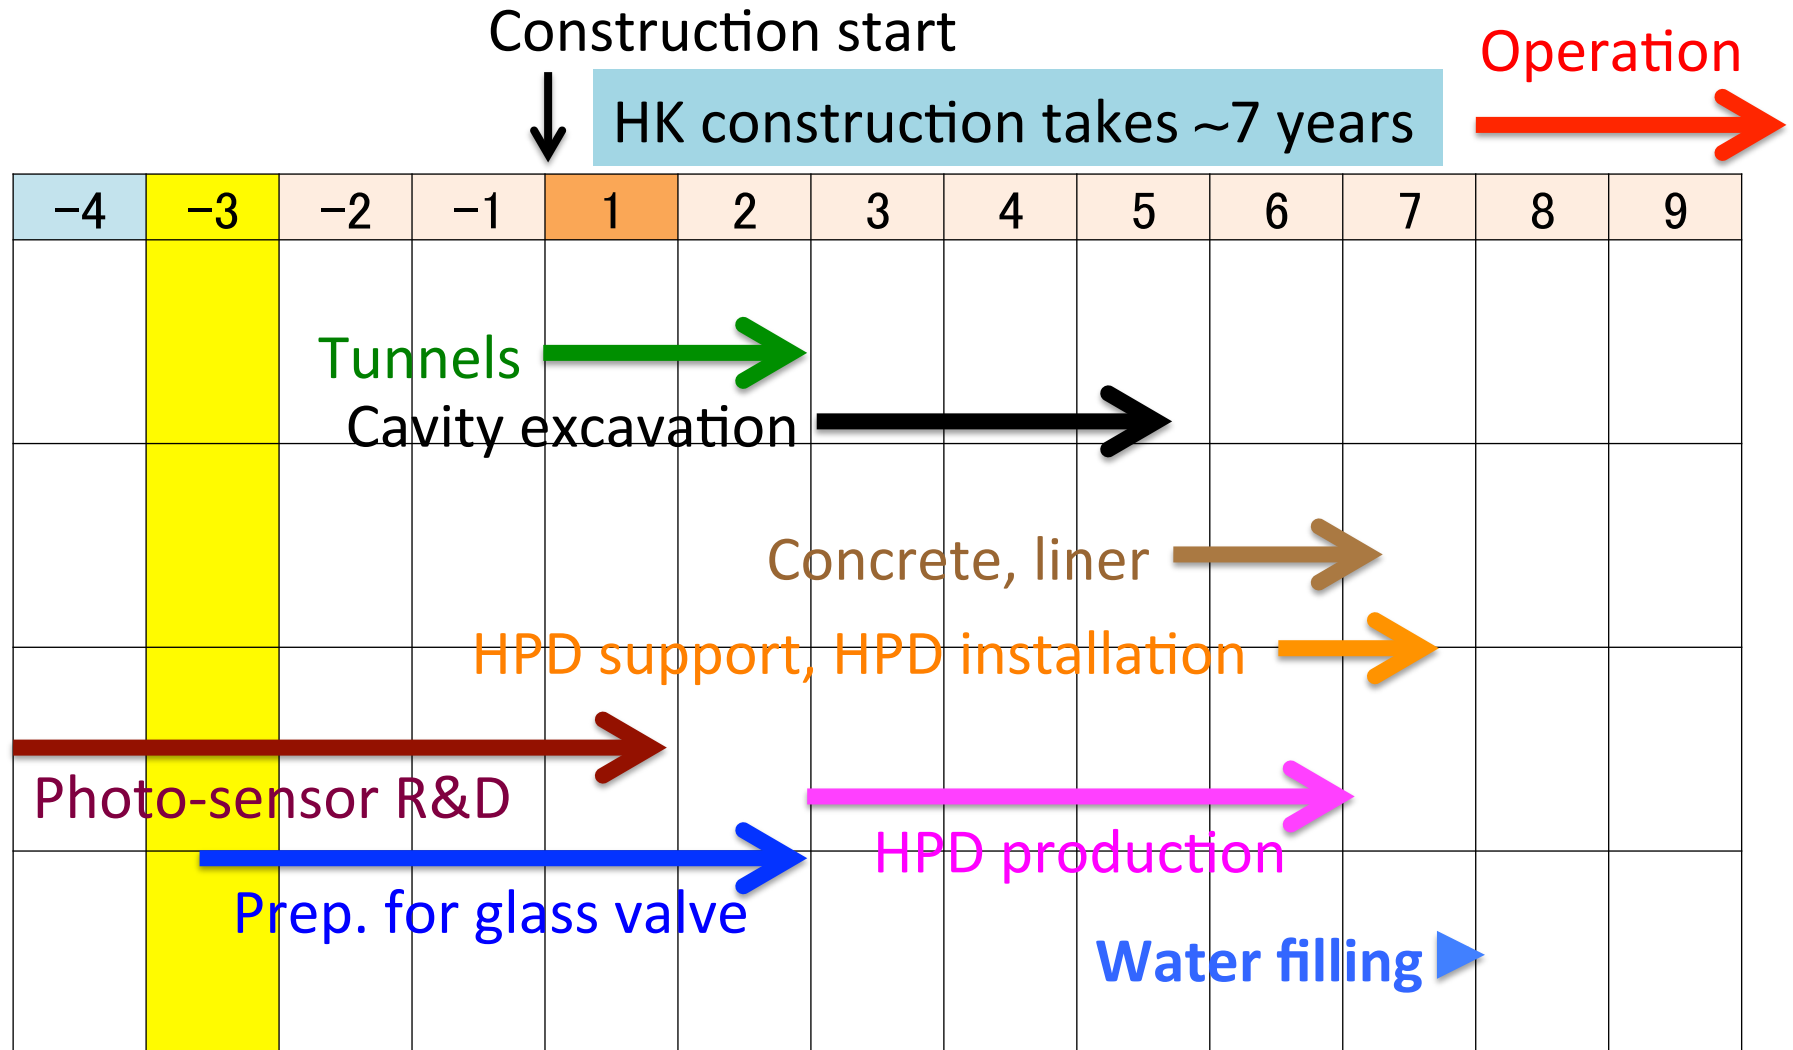 Construction start
Operation
HK construction takes ~7 years
−4 −3 −2 −1 1 2 3 4 5 6 7 8 9
Tunnels
Cavity excavation
Concrete, liner
HPD support, HPD installation
Photo-sensor R&D
HPD production
Prep. for glass valve
Water filling